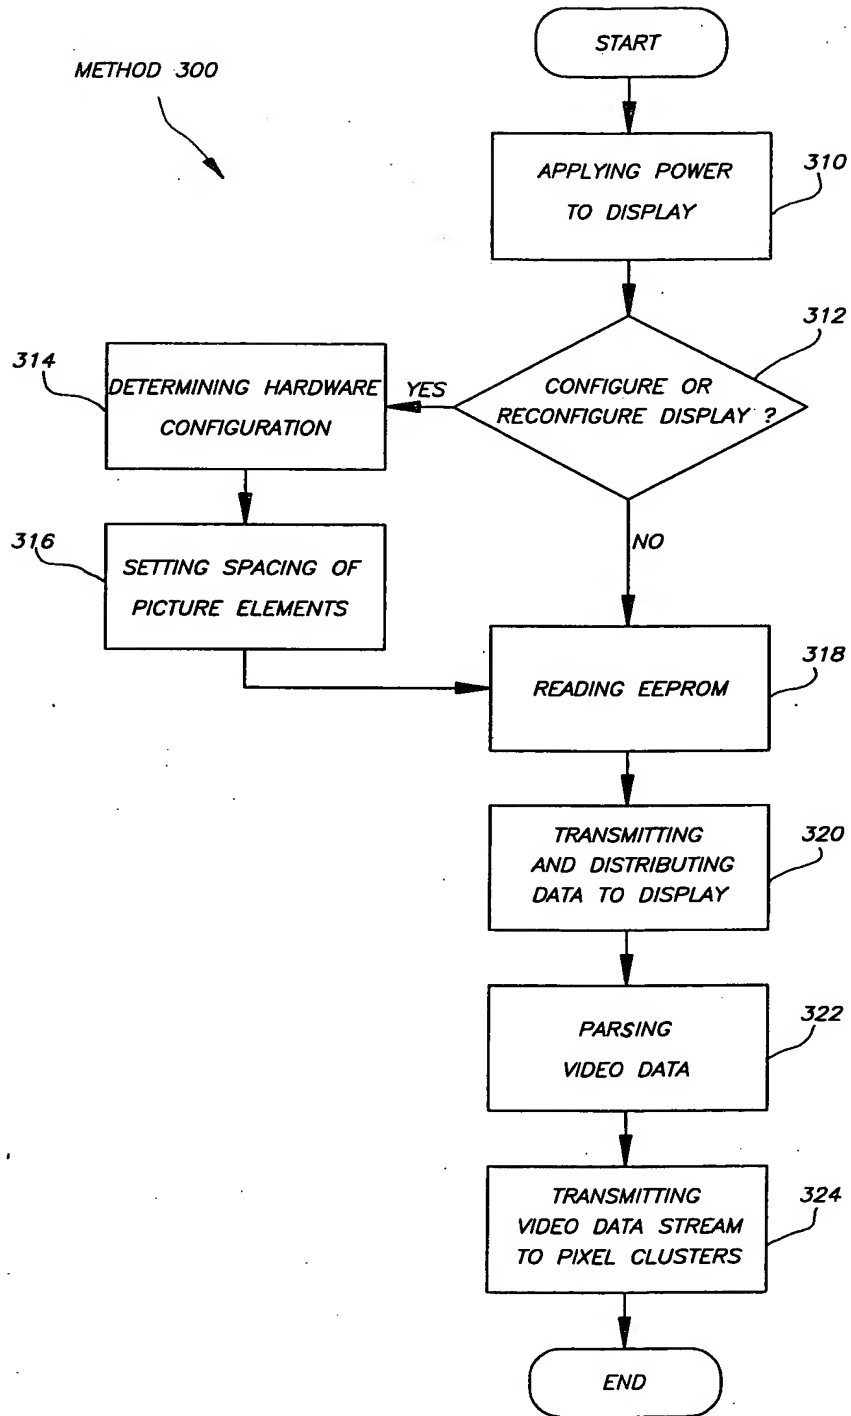 START
METHOD 300
APPLYING POWER
TO DISPLAY
310
312
CONFIGURE OR
RECONFIGURE DISPLAY ?
YES
314
DETERMINING HARDWARE
CONFIGURATION
316
SETTING SPACING OF
PICTURE ELEMENTS
NO
READING EEPROM
318
TRANSMITTING
AND DISTRIBUTING
DATA TO DISPLAY
320
PARSING
VIDEO DATA
322
TRANSMITTING
VIDEO DATA STREAM
TO PIXEL CLUSTERS
324
END